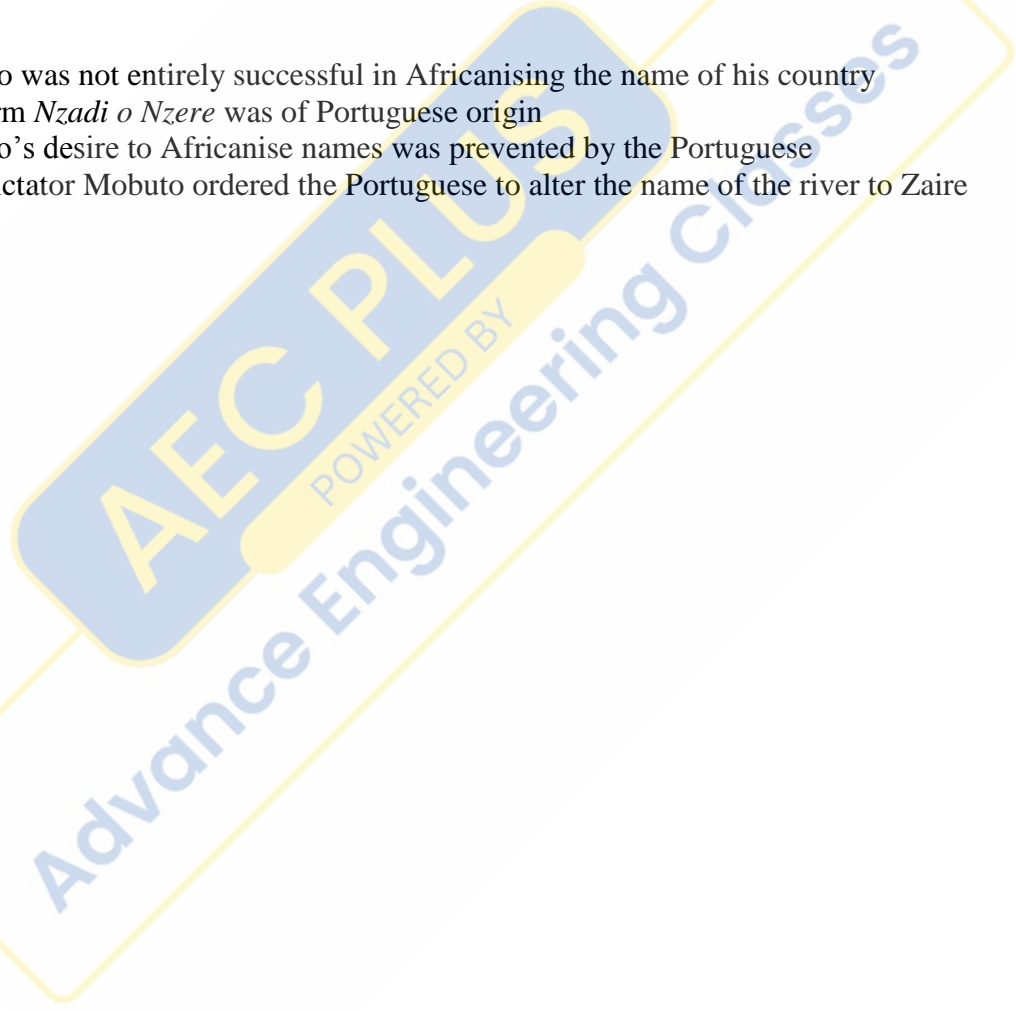 o was not entirely successful in Africanising the name of his country
rm Nzadi o Nzere was of Portuguese origin
o's desire to Africanise names was prevented by the Portuguese
ctator Mobuto ordered the Portuguese to alter the name of the river to Zaire
AEC PLUS
POWERED BY
Advance Engineering Classes